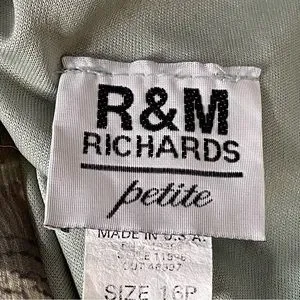 R&M
RICHARDS
petite
MADE IN U.S.A.
SIZE 16P